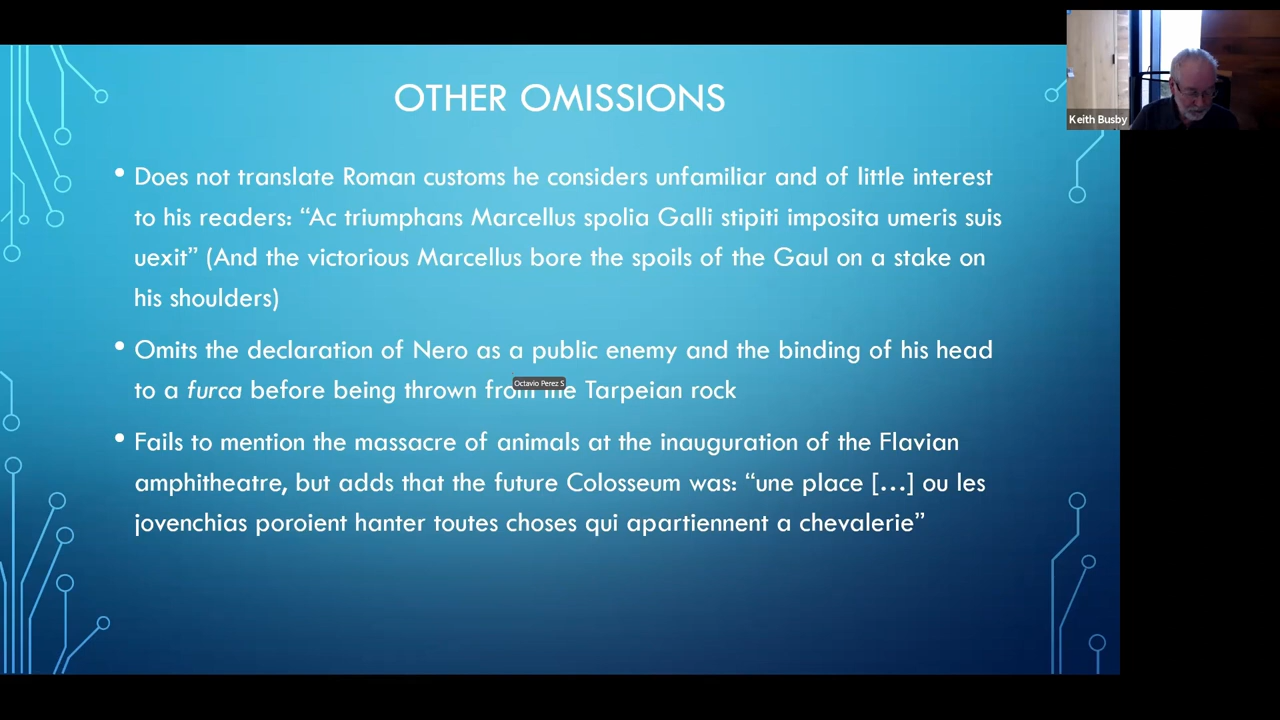 OTHER OMISSIONS
Keith Busby
• Does not translate Roman customs he considers unfamiliar and of little interest
to his readers: “Ac triumphans Marcellus spolia Galli stipiti imposita umeris suis
uexit” (And the victorious Marcellus bore the spoils of the Gaul on a stake on
his shoulders)
• Omits the declaration of Nero as a public enemy and the binding of his head
to a furca before being thrown from the Tarpeian rock
Octavio Perez S
• Fails to mention the massacre of animals at the inauguration of the Flavian
amphitheatre, but adds that the future Colosseum was: “une place […] ou les
jovenchias poroient hanter toutes choses qui apartiennent a chevalerie”